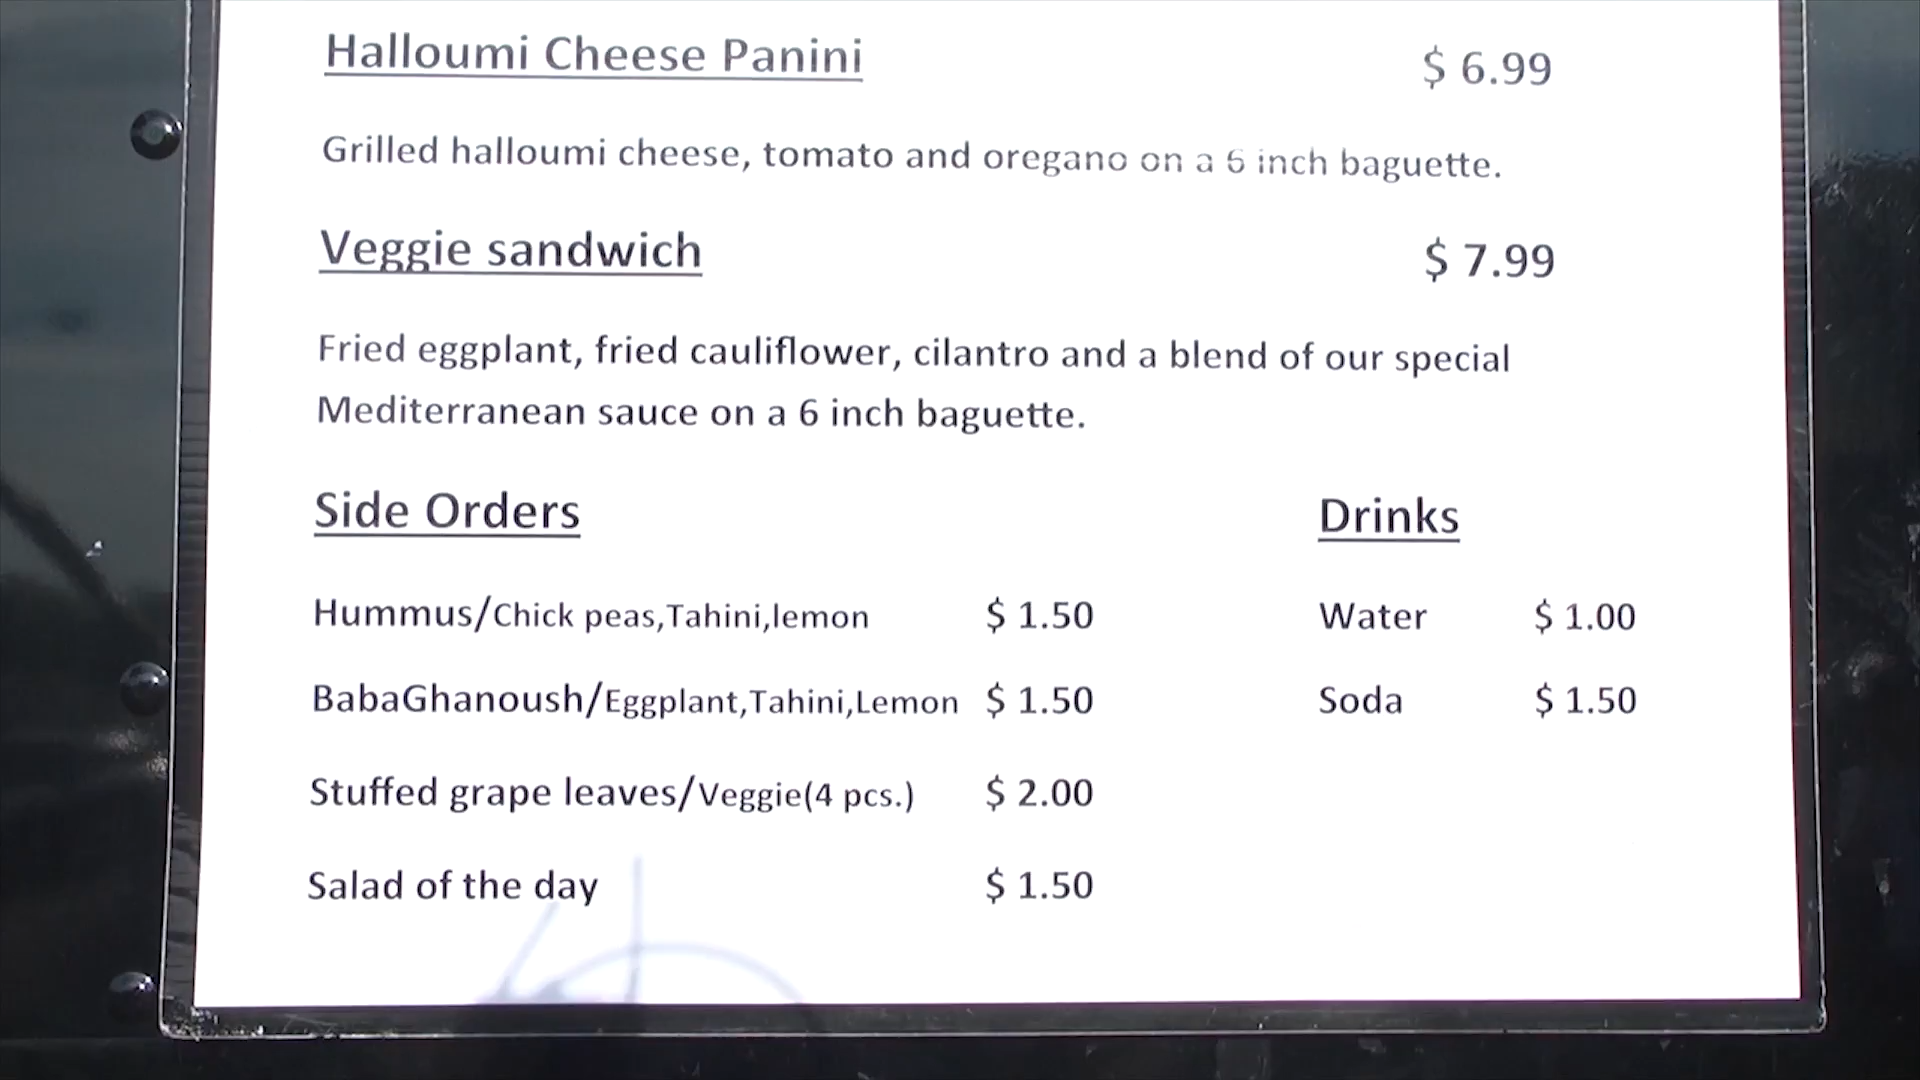 Halloumi Cheese Panini $ 6.99
Grilled halloumi cheese, tomato and oregano on a 6 inch baguette.
Veggie sandwich $ 7.99
Fried eggplant, fried cauliflower, cilantro and a blend of our special
Mediterranean sauce on a 6 inch baguette.
Side Orders Drinks
Hummus/Chick peas,Tahini,lemon $ 1.50 Water $ 1.00
BabaGhanoush/Eggplant,Tahini,Lemon $ 1.50 Soda $ 1.50
Stuffed grape leaves/Veggie(4 pcs.) $ 2.00
Salad of the day $ 1.50